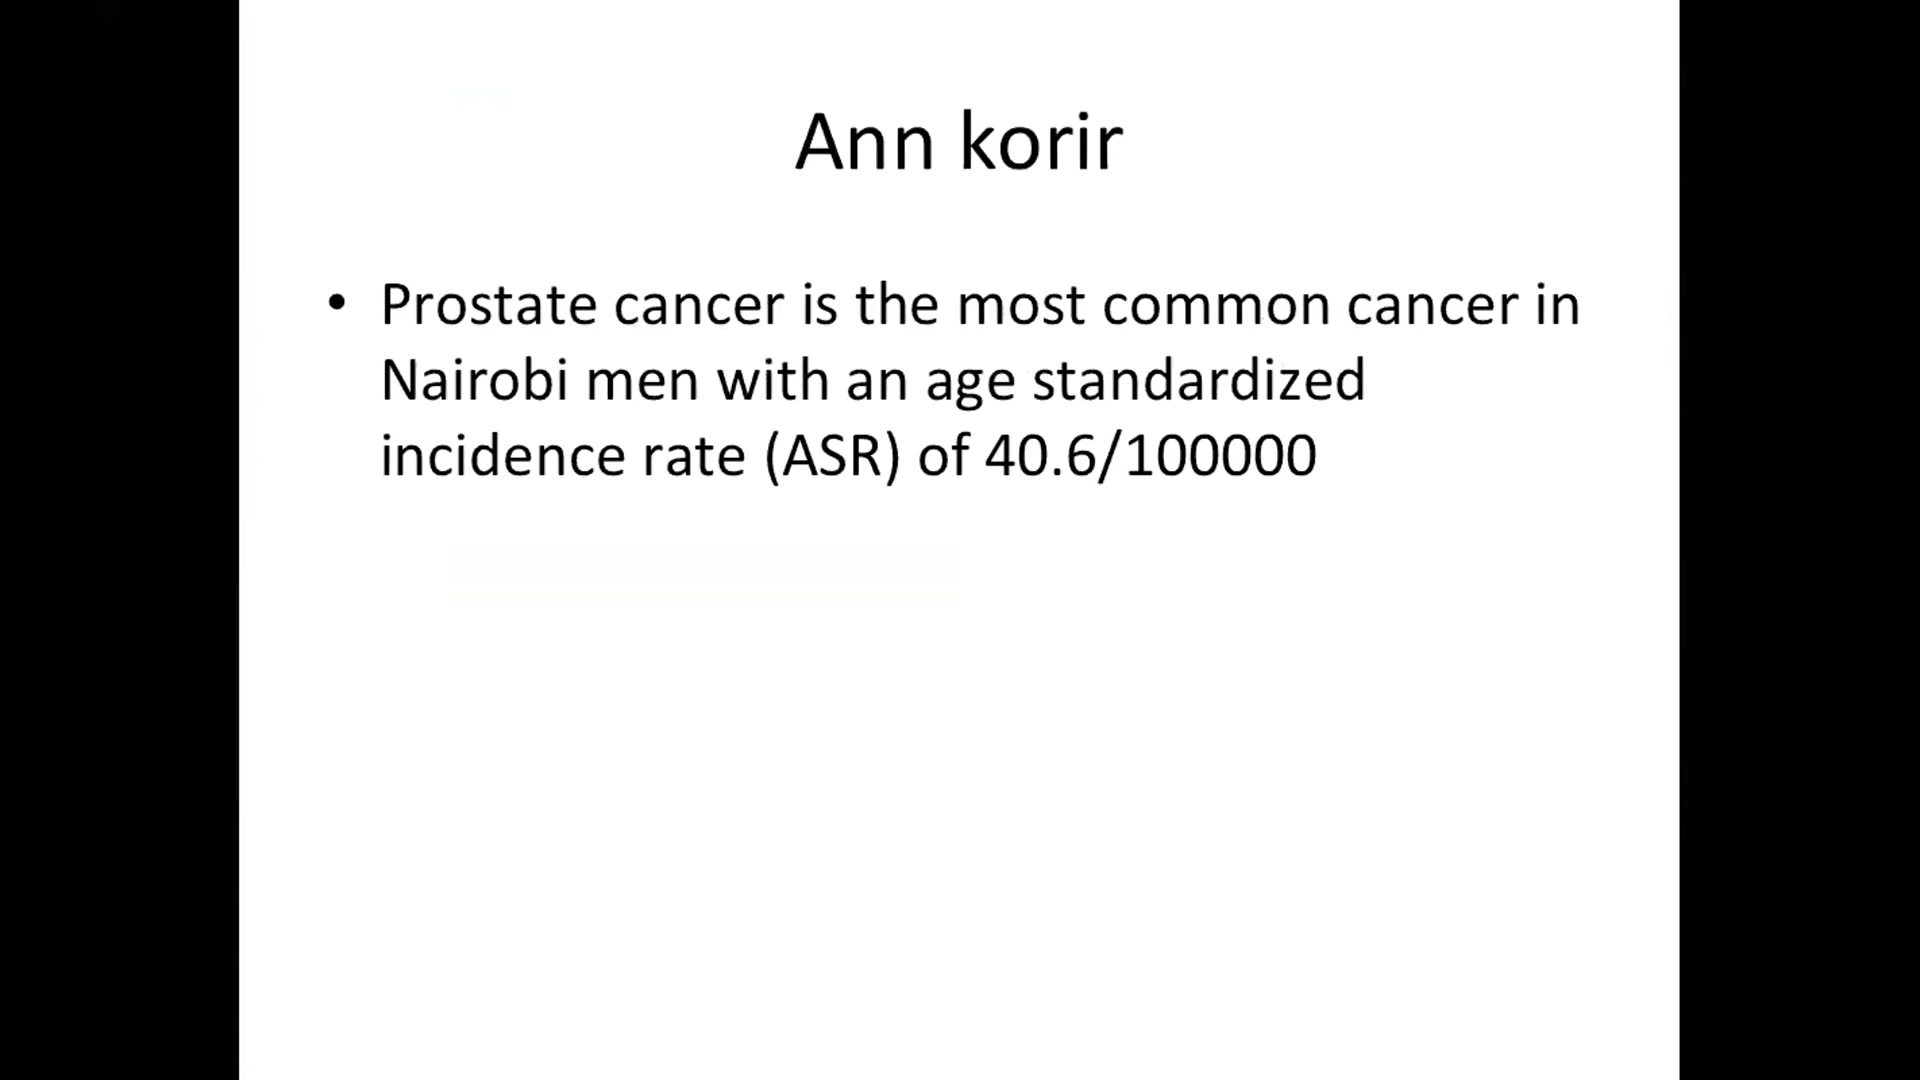 Ann korir
• Prostate cancer is the most common cancer in
Nairobi men with an age standardized
incidence rate (ASR) of 40.6/100000